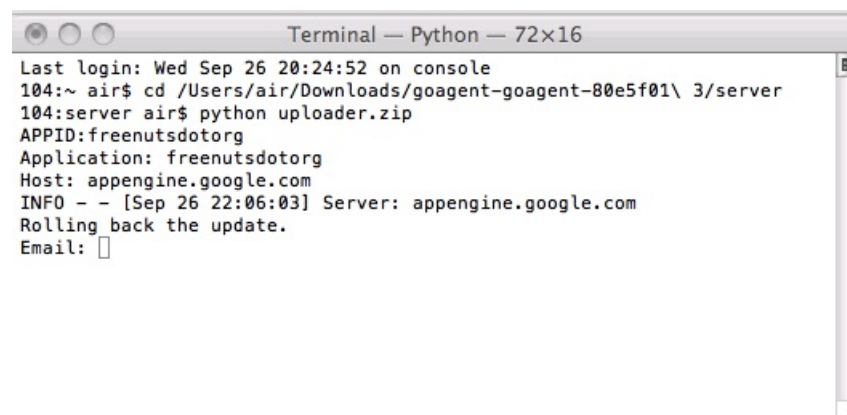 Terminal — Python — 72×16
Last login: Wed Sep 26 20:24:52 on console
104:~ air$ cd /Users/air/Downloads/goagent-goagent-80e5f01\ 3/server
104:server air$ python uploader.zip
APPID:freenutsdotorg
Application: freenutsdotorg
Host: appengine.google.com
INFO - - [Sep 26 22:06:03] Server: appengine.google.com
Rolling back the update.
Email: